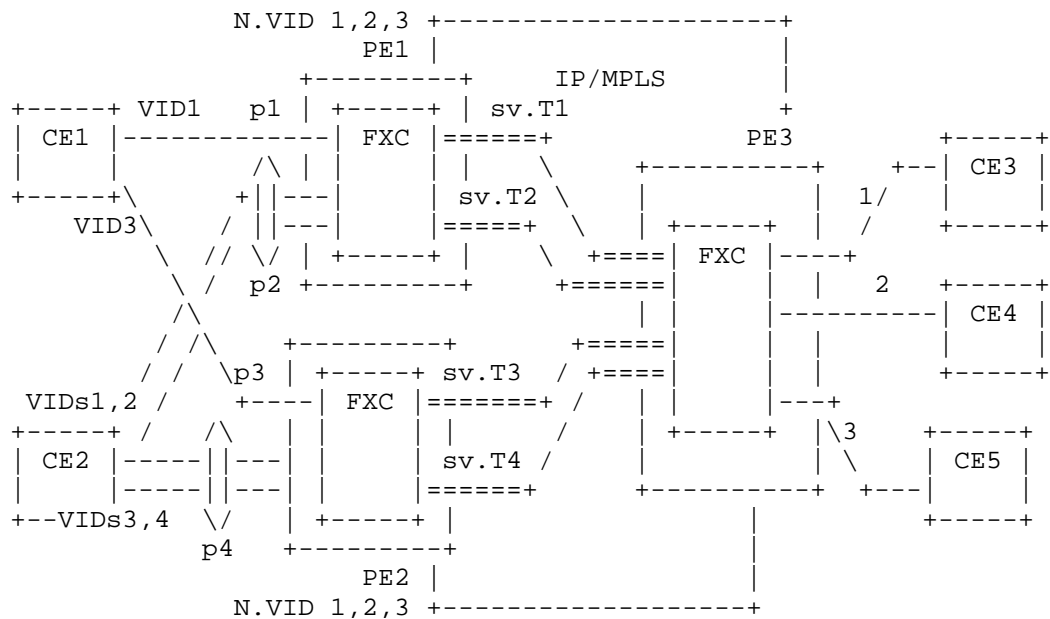 N.VID 1,2,3
PE1
IP/MPLS
VID1 p1 sv.T1
CE1 FXC PE3
CE3
sv.T2 1/
VID3
FXC
p2 2
CE4
p3 sv.T3
VIDs1,2 FXC
3
CE2 sv.T4 CE5
VIDs3,4
p4
PE2
N.VID 1,2,3